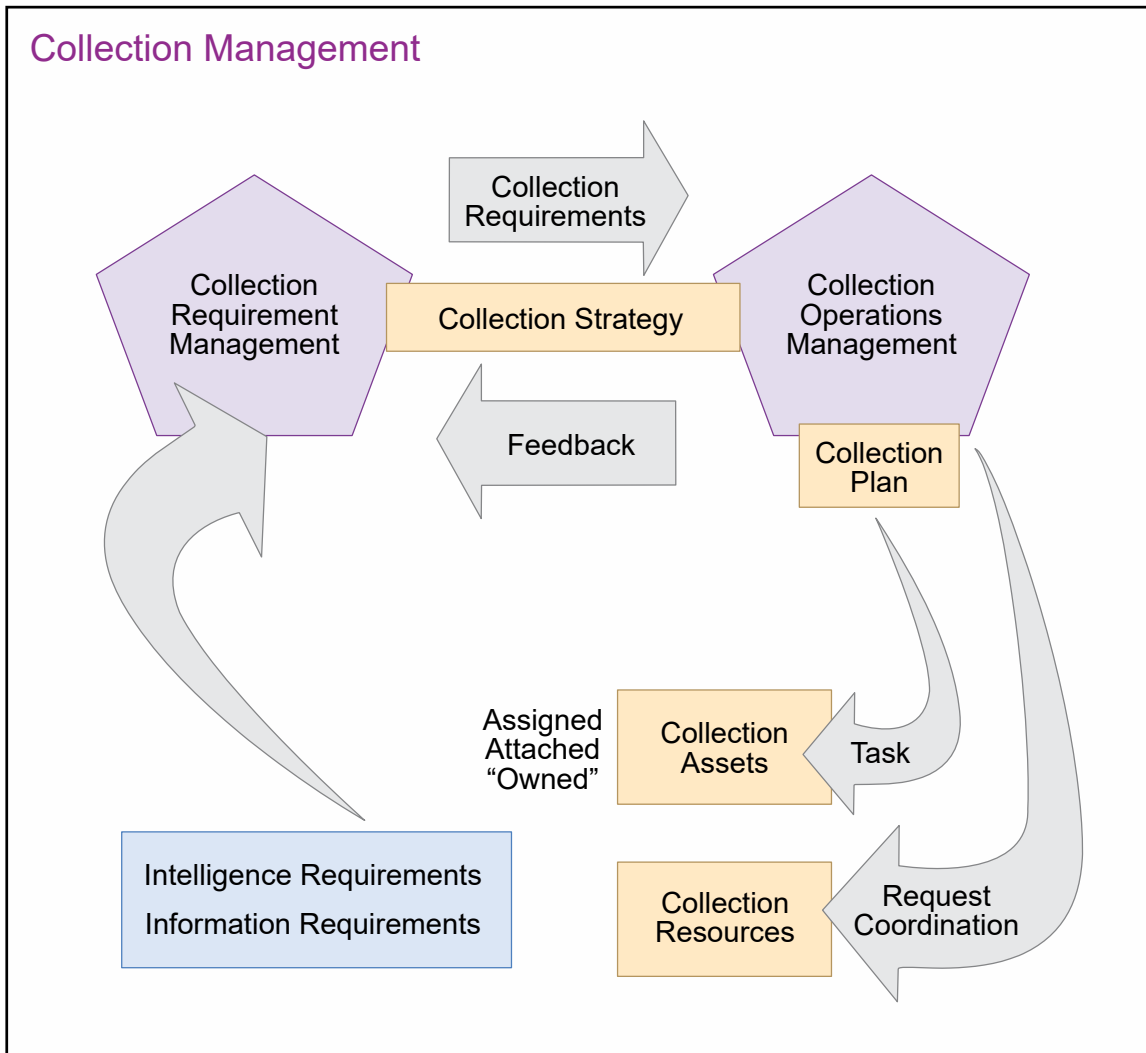 Collection Management
Collection
Requirements
Collection
Requirement
Management
Collection Strategy
Collection
Operations
Management
Feedback
Collection
Plan
Assigned
Attached
“Owned”
Collection
Assets
Task
Intelligence Requirements
Information Requirements
Collection
Resources
Request
Coordination